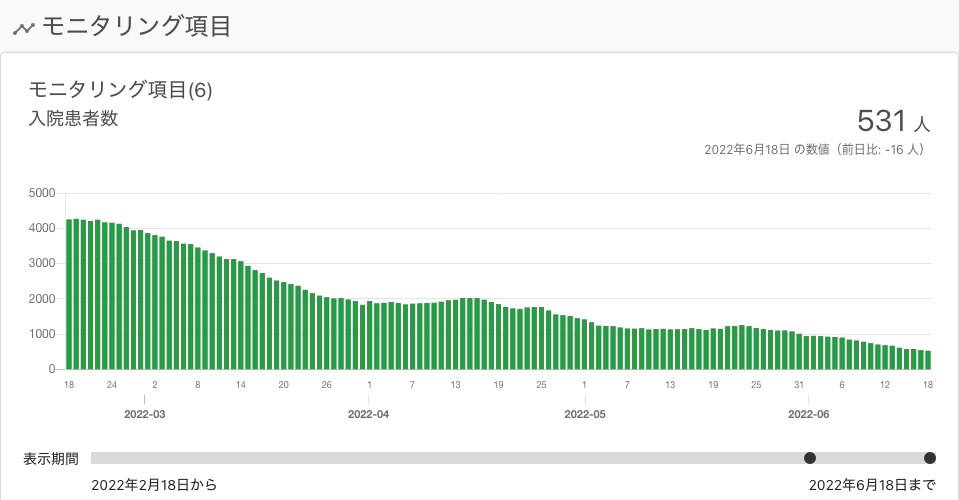 モニタリング項目
モニタリング項目(6)
入院患者数
531 人
2022年6月18日 の数値（前日比: -16 人）
5000
4000
3000
2000
1000
0
18 24 2 8 14 20 26 1 7 13 19 25 1 7 13 19 25 31 6 12 18
2022-03 2022-04 2022-05 2022-06
表示期間
2022年2月18日から 2022年6月18日まで